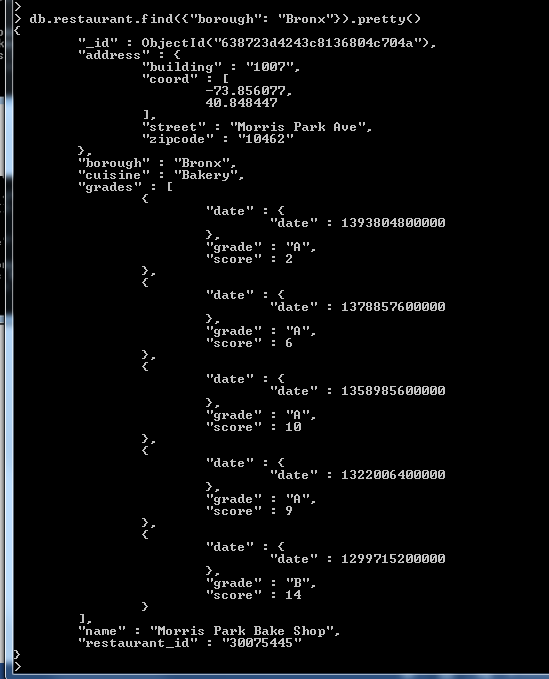 >
> db.restaurant.find({"borough": "Bronx"}).pretty()
{
        "_id" : ObjectId("638723d4243c8136804c704a"),
        "address" : {
                "building" : "1007",
                "coord" : [
                        -73.856077,
                        40.848447
                ],
                "street" : "Morris Park Ave",
                "zipcode" : "10462"
        },
        "borough" : "Bronx",
        "cuisine" : "Bakery",
        "grades" : [
                {
                        "date" : {
                                "date" : 1393804800000
                        },
                        "grade" : "A",
                        "score" : 2
                },
                {
                        "date" : {
                                "date" : 1378857600000
                        },
                        "grade" : "A",
                        "score" : 6
                },
                {
                        "date" : {
                                "date" : 1358985600000
                        },
                        "grade" : "A",
                        "score" : 10
                },
                {
                        "date" : {
                                "date" : 1322006400000
                        },
                        "grade" : "A",
                        "score" : 9
                },
                {
                        "date" : {
                                "date" : 1299715200000
                        },
                        "grade" : "B",
                        "score" : 14
                }
        ],
        "name" : "Morris Park Bake Shop",
        "restaurant_id" : "30075445"
}
>